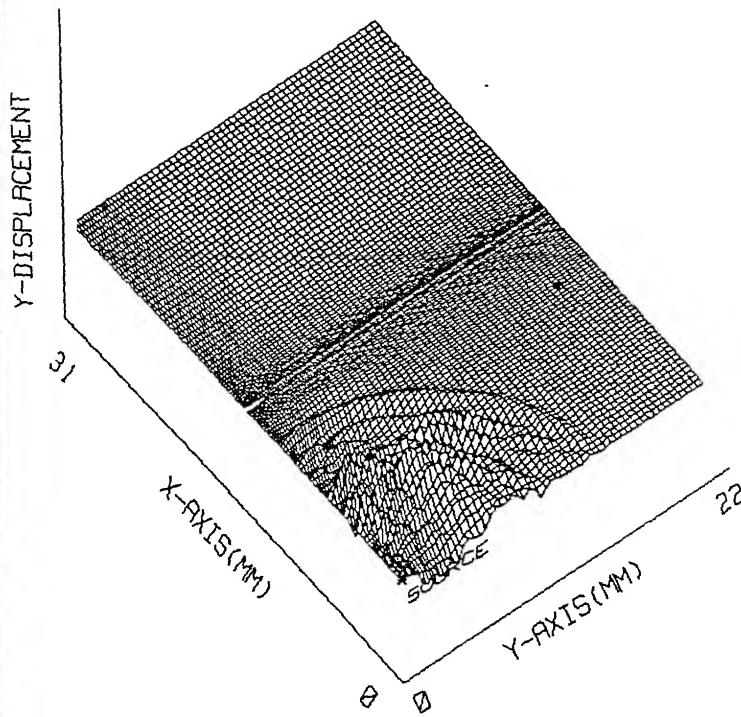 Y-DISPLACEMENT
31
X-AXIS(MM)
0
0
Y-AXIS(MM)
22
SOURCE